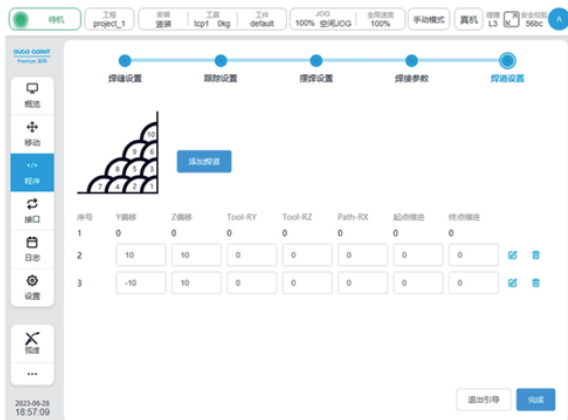 待机
工程
project_1
安装
竖装
工具
tcp1 0kg
工件
default
JOG
100% 空间JOG
全局速度
100%
手动模式
真机
碰撞
L3
安全校验
56bc
A
DUCO COBOT
Premium 系列
概览
移动
</>
程序
接口
日志
设置
弧焊
...
2023-06-28
18:57:09
焊缝设置
跟踪设置
摆焊设置
焊接参数
焊道设置
10
9 6
8 5 3
7 4 2 1
添加焊道
序号 Y偏移 Z偏移 Tool-RY Tool-RZ Path-RX 起点缩进 终点缩进
1 0 0 0 0 0 0 0
2 10 10 0 0 0 0 0
3 -10 10 0 0 0 0 0
退出引导
完成